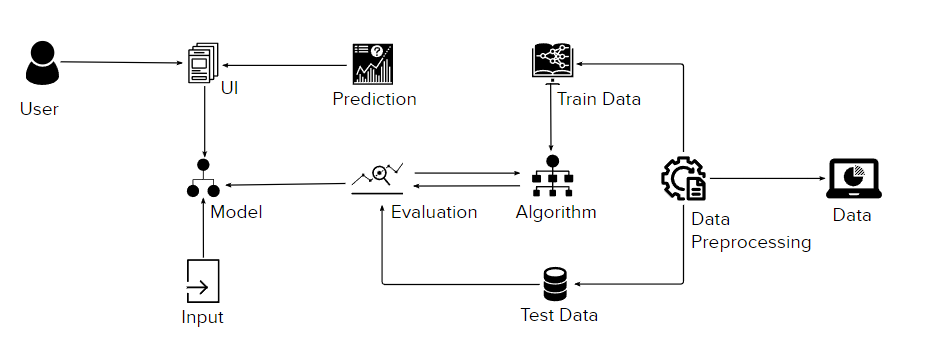 UI
User
Prediction
Train Data
Model
Evaluation
Algorithm
Data
Preprocessing
Data
Input
Test Data